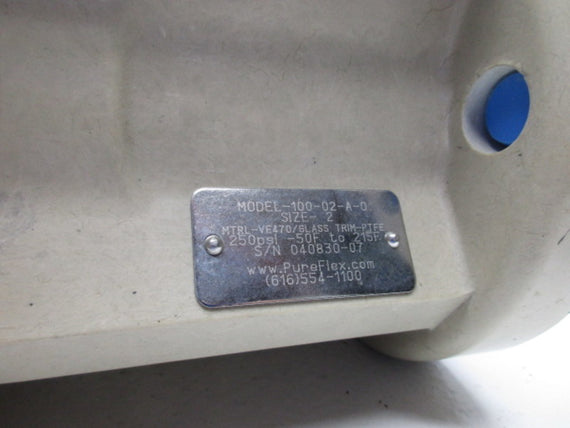 MODEL-100-02-A-0
SIZE- 2
MTRL-VE470/GLASS TRIM-PTFE
250psi -50F to 215F
S/N 040830-07
www.PureFlex.com
(616)554-1100